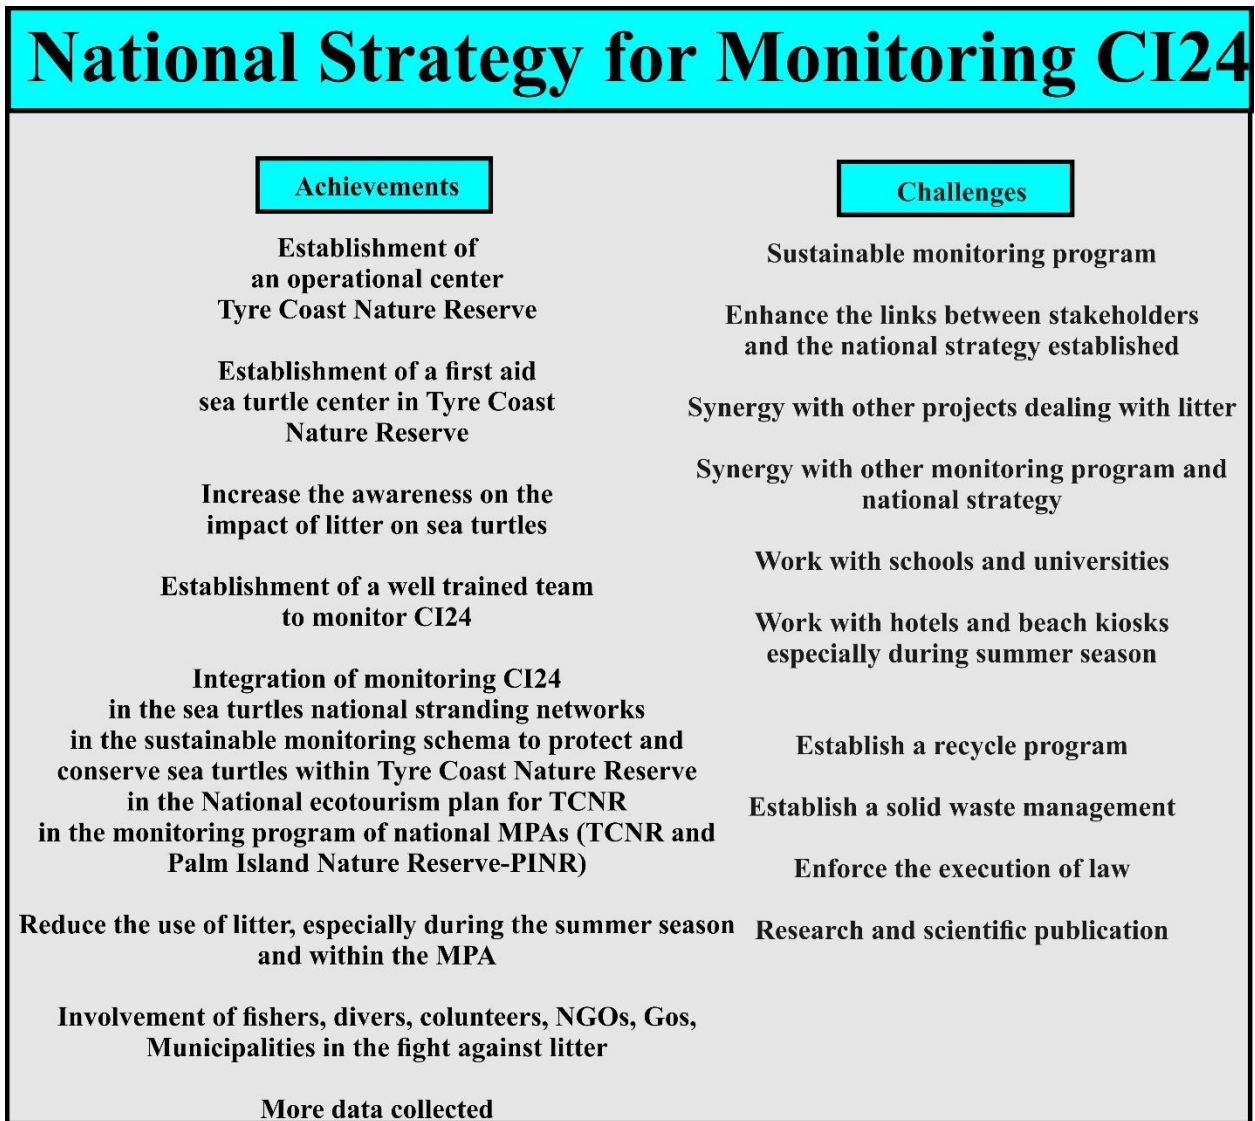 National Strategy for Monitoring CI24
Achievements
Establishment of
an operational center
Tyre Coast Nature Reserve
Establishment of a first aid
sea turtle center in Tyre Coast
Nature Reserve
Increase the awareness on the
impact of litter on sea turtles
Establishment of a well trained team
to monitor CI24
Integration of monitoring CI24
in the sea turtles national stranding networks
in the sustainable monitoring schema to protect and
conserve sea turtles within Tyre Coast Nature Reserve
in the National ecotourism plan for TCNR
in the monitoring program of national MPAs (TCNR and
Palm Island Nature Reserve-PINR)
Reduce the use of litter, especially during the summer season
and within the MPA
Involvement of fishers, divers, colunteers, NGOs, Gos,
Municipalities in the fight against litter
More data collected
Challenges
Sustainable monitoring program
Enhance the links between stakeholders
and the national strategy established
Synergy with other projects dealing with litter
Synergy with other monitoring program and
national strategy
Work with schools and universities
Work with hotels and beach kiosks
especially during summer season
Establish a recycle program
Establish a solid waste management
Enforce the execution of law
Research and scientific publication